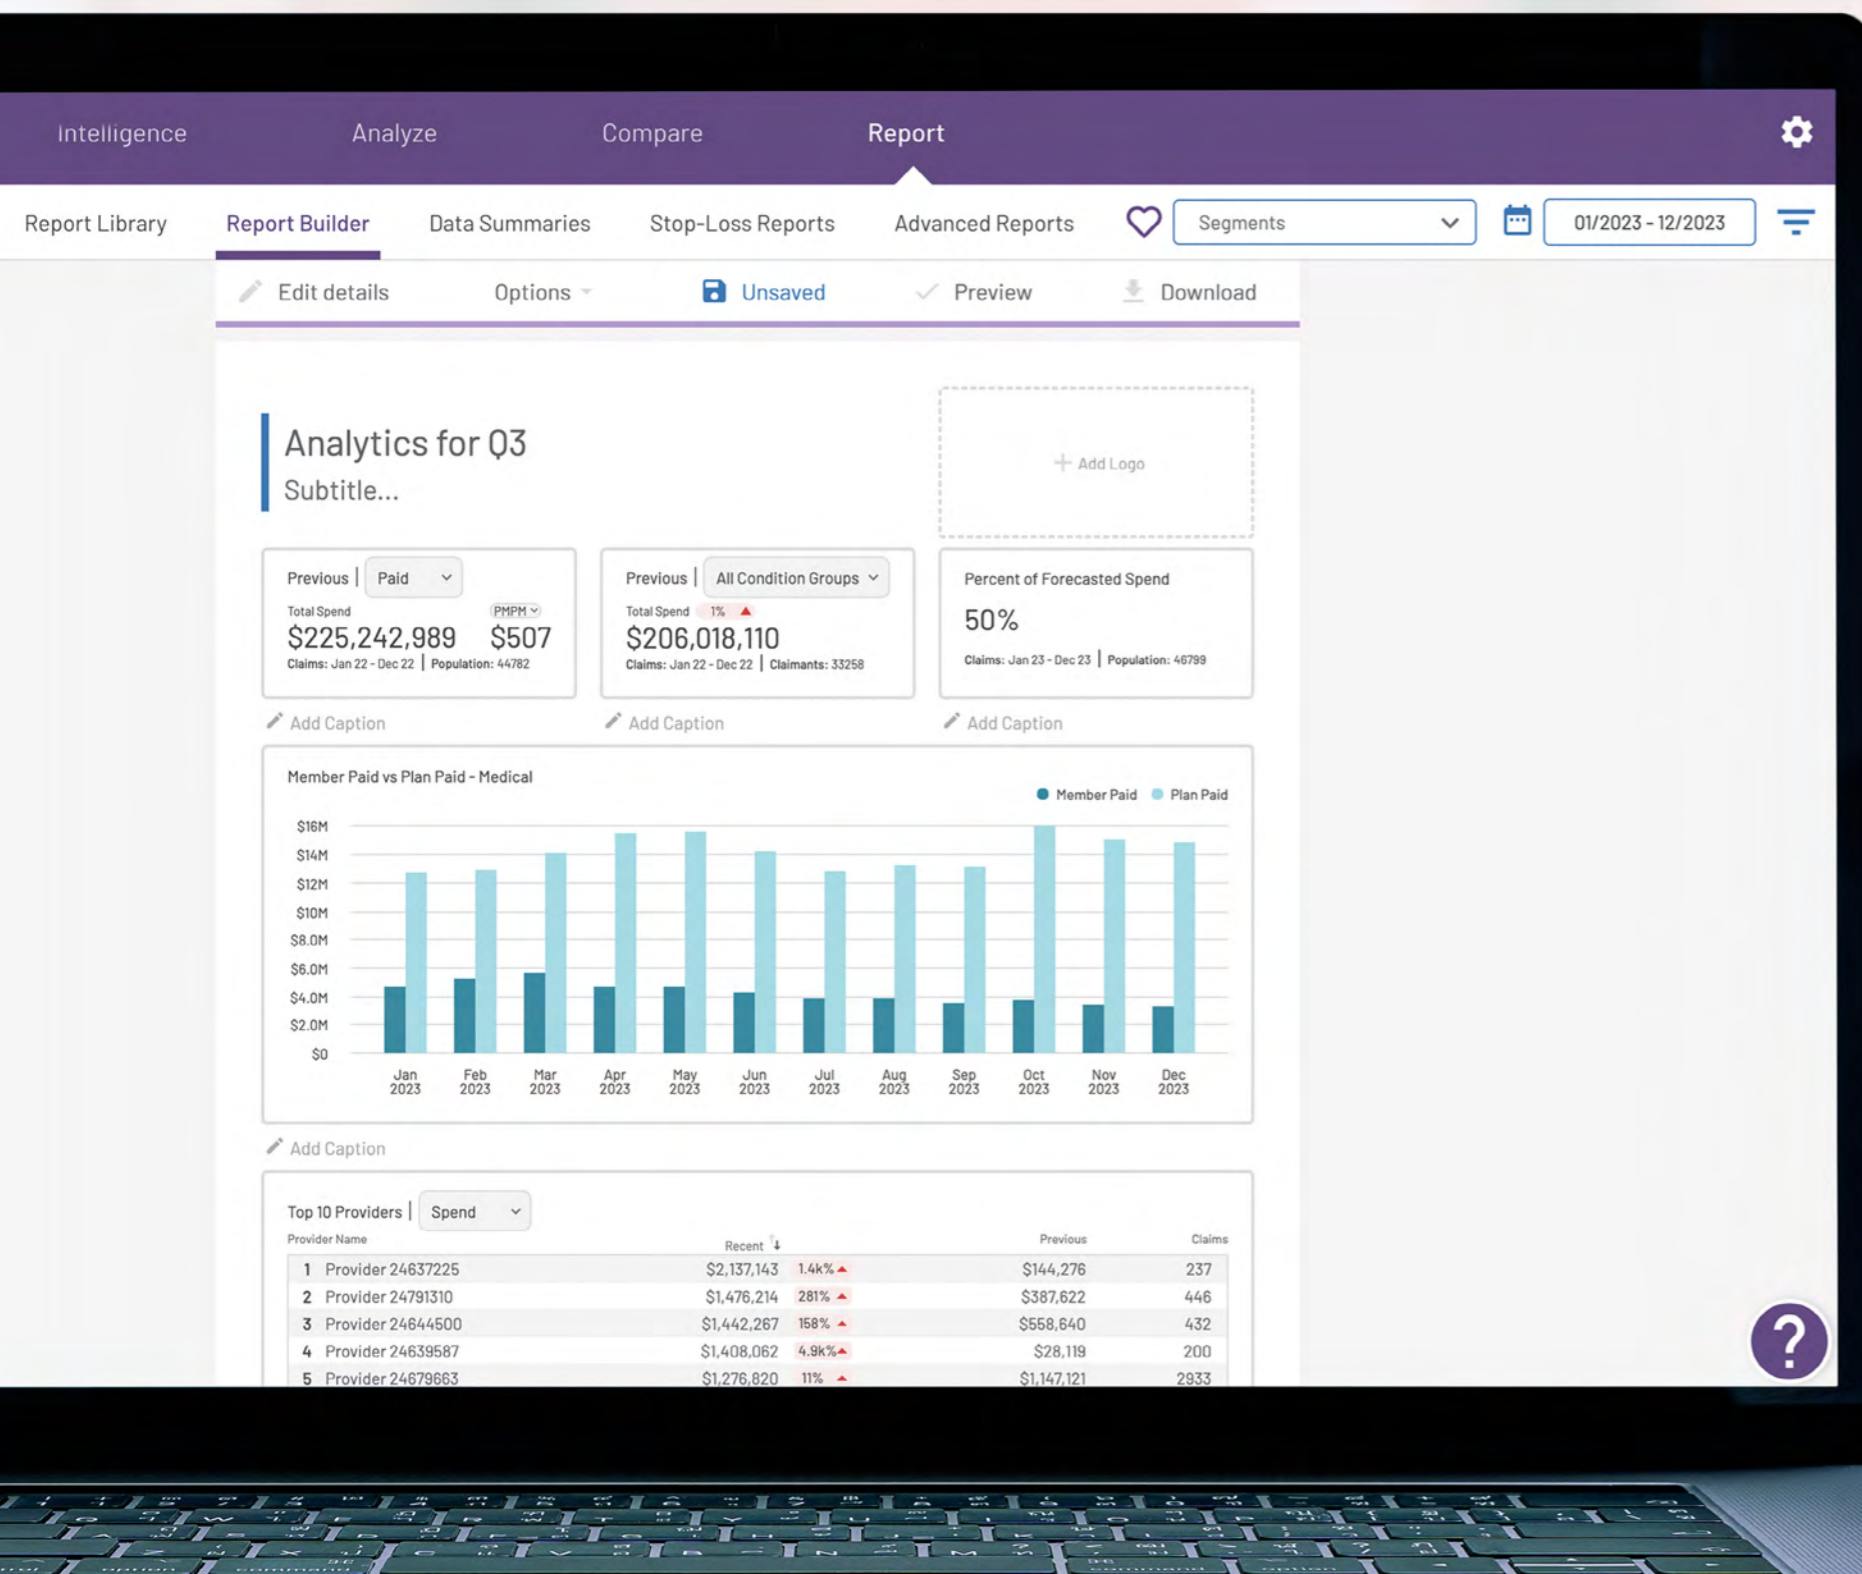 Intelligence Analyze Compare Report
Report Library Report Builder Data Summaries Stop-Loss Reports Advanced Reports Segments 01/2023 - 12/2023
Edit details Options Unsaved Preview Download
Analytics for Q3
Subtitle...
+ Add Logo
Previous | Paid
Total Spend PMPM
$225,242,989 $507
Claims: Jan 22 - Dec 22 | Population: 44782
Previous | All Condition Groups
Total Spend 1% ▲
$206,018,110
Claims: Jan 22 - Dec 22 | Claimants: 33258
Percent of Forecasted Spend
50%
Claims: Jan 23 - Dec 23 | Population: 46799
Add Caption Add Caption Add Caption
Member Paid vs Plan Paid - Medical
Member Paid Plan Paid
$16M
$14M
$12M
$10M
$8.0M
$6.0M
$4.0M
$2.0M
$0
Jan Feb Mar Apr May Jun Jul Aug Sep Oct Nov Dec
2023 2023 2023 2023 2023 2023 2023 2023 2023 2023 2023 2023
Add Caption
Top 10 Providers | Spend
Provider Name Recent Previous Claims
1 Provider 24637225 $2,137,143 1.4k% ▲ $144,276 237
2 Provider 24791310 $1,476,214 281% ▲ $387,622 446
3 Provider 24644500 $1,442,267 158% ▲ $558,640 432
4 Provider 24639587 $1,408,062 4.9k% ▲ $28,119 200
5 Provider 24679663 $1,276,820 11% ▲ $1,147,121 2933
?
command
option
command
option